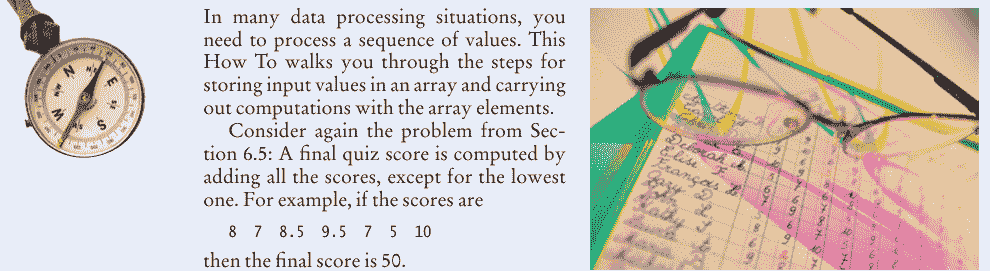 In many data processing situations, you
need to process a sequence of values. This
How To walks you through the steps for
storing input values in an array and carrying
out computations with the array elements.
Consider again the problem from Sec-
tion 6.5: A final quiz score is computed by
adding all the scores, except for the lowest
one. For example, if the scores are
8 7 8.5 9.5 7 5 10
then the final score is 50.
N
E
W
S